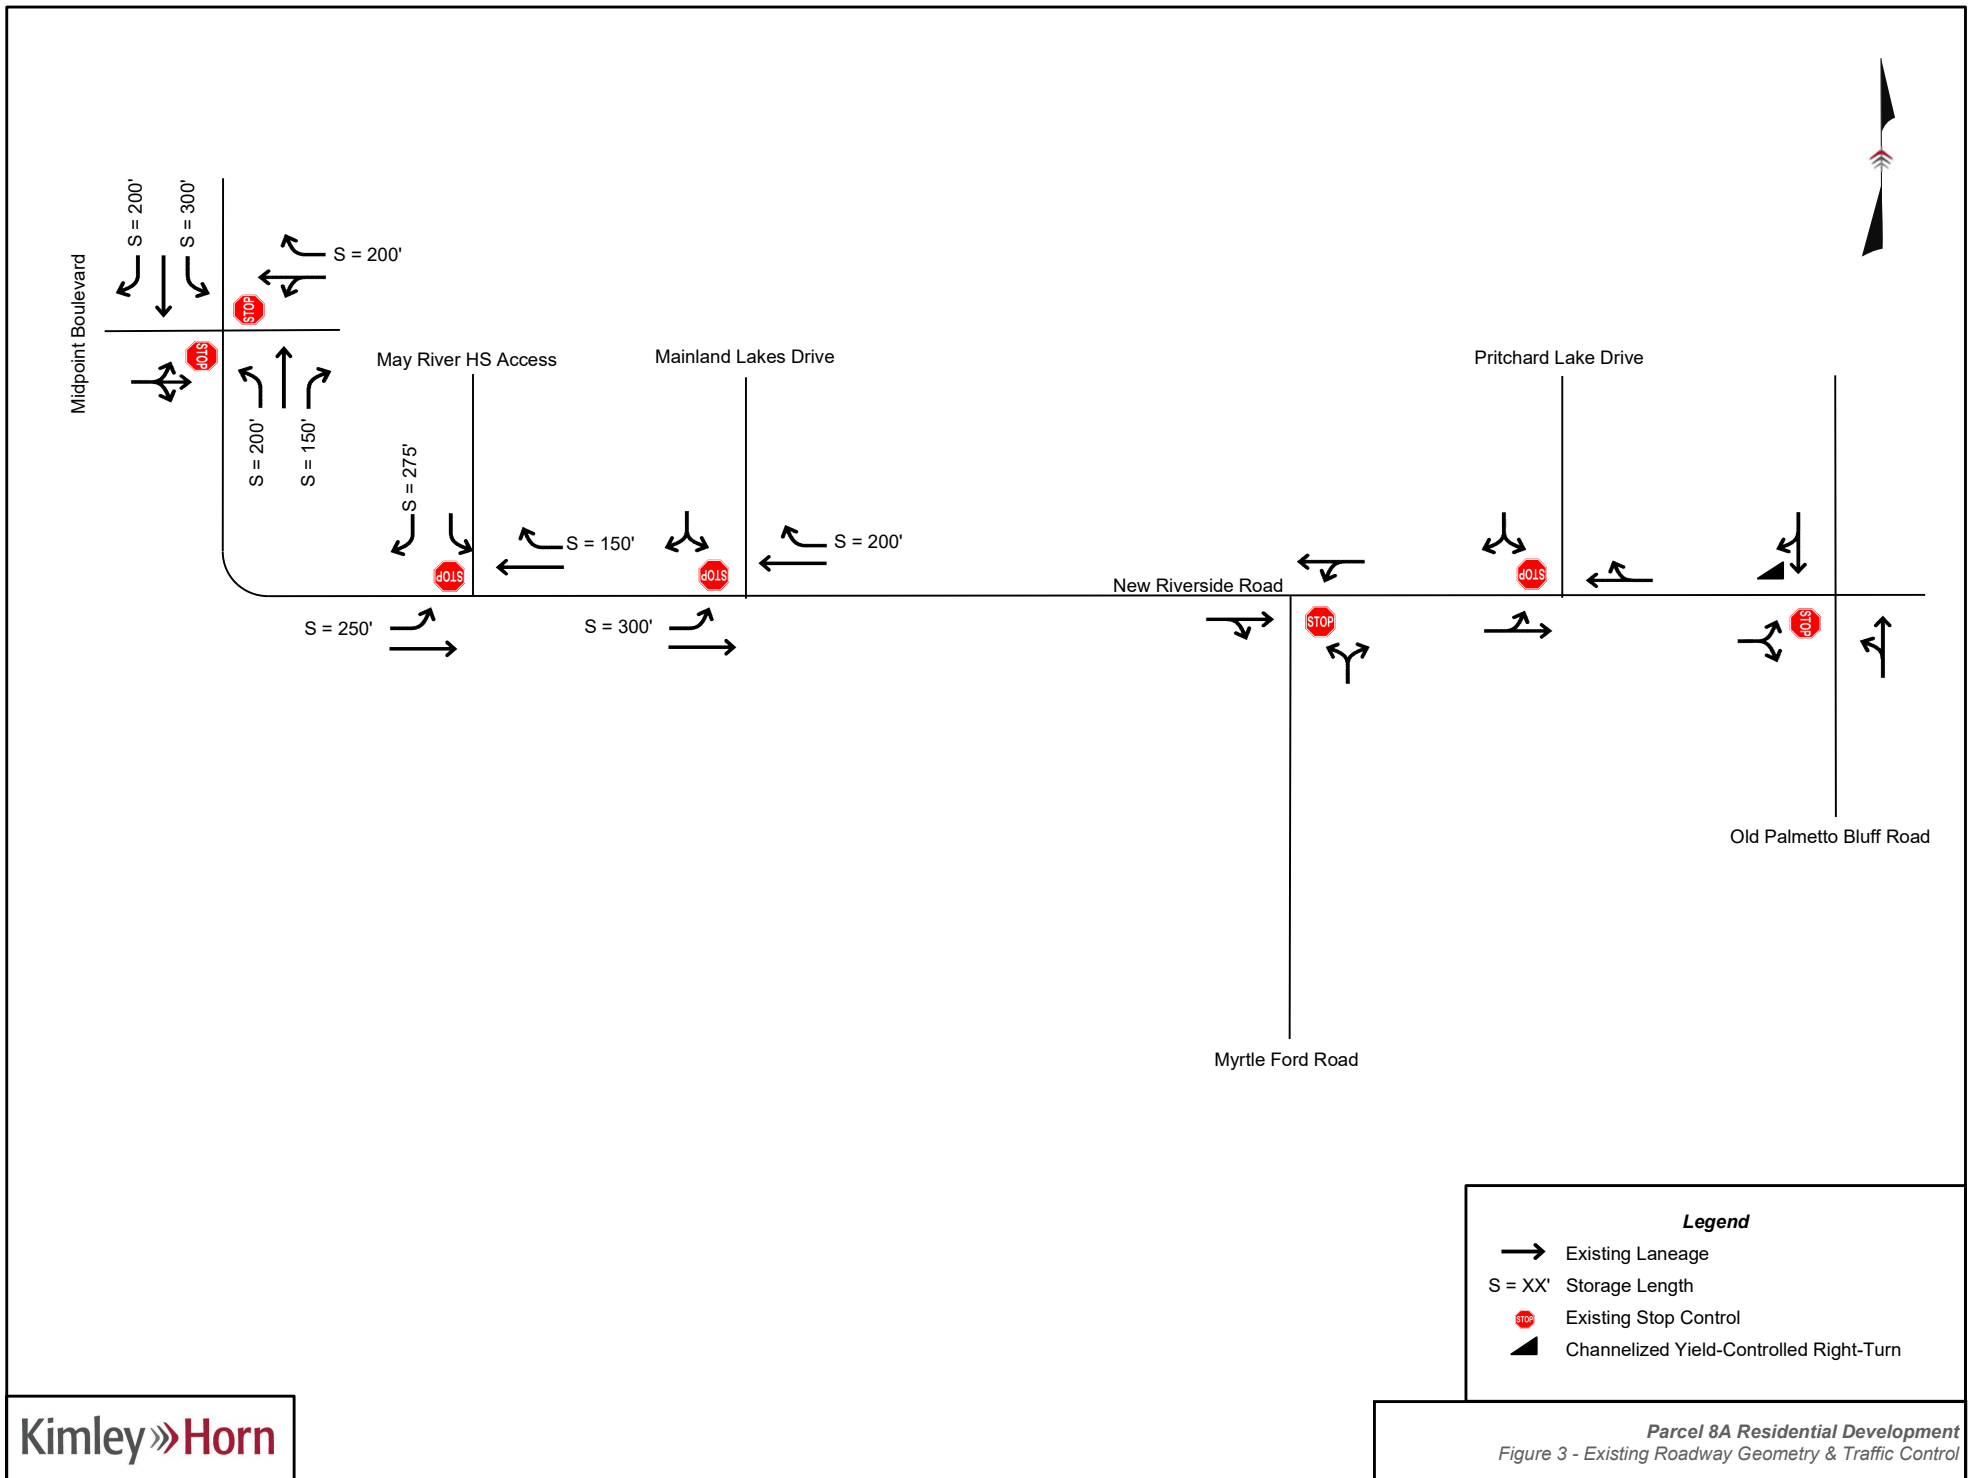 S = 200'
S = 300'
S = 200'
Midpoint Boulevard
STOP
STOP
S = 200'
S = 150'
May River HS Access
Mainland Lakes Drive
Pritchard Lake Drive
S = 275'
S = 150'
S = 200'
STOP
STOP
STOP
New Riverside Road
STOP
STOP
S = 250'
S = 300'
Old Palmetto Bluff Road
Myrtle Ford Road
Legend
Existing Laneage
S = XX' Storage Length
STOP Existing Stop Control
Channelized Yield-Controlled Right-Turn
Kimley Horn
Parcel 8A Residential Development
Figure 3 - Existing Roadway Geometry & Traffic Control